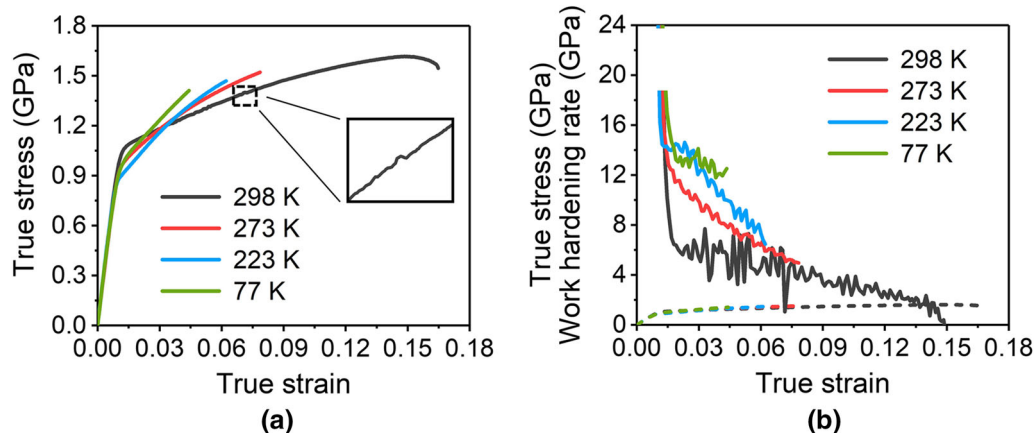 1.8
1.5
1.2
0.9
0.6
0.3
0.0
True stress (GPa)
298 K
273 K
223 K
77 K
0.00 0.03 0.06 0.09 0.12 0.15 0.18
True strain
(a)
24
20
16
12
8
4
0
True stress (GPa)
Work hardening rate (GPa)
298 K
273 K
223 K
77 K
0.00 0.03 0.06 0.09 0.12 0.15 0.18
True strain
(b)